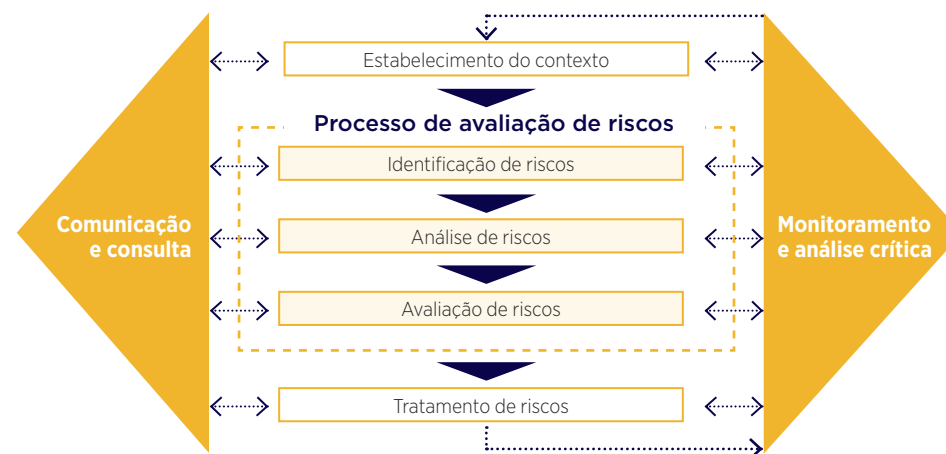 Estabelecimento do contexto
Processo de avaliação de riscos
Identificação de riscos
Comunicação
e consulta
Análise de riscos
Monitoramento
e análise crítica
Avaliação de riscos
Tratamento de riscos